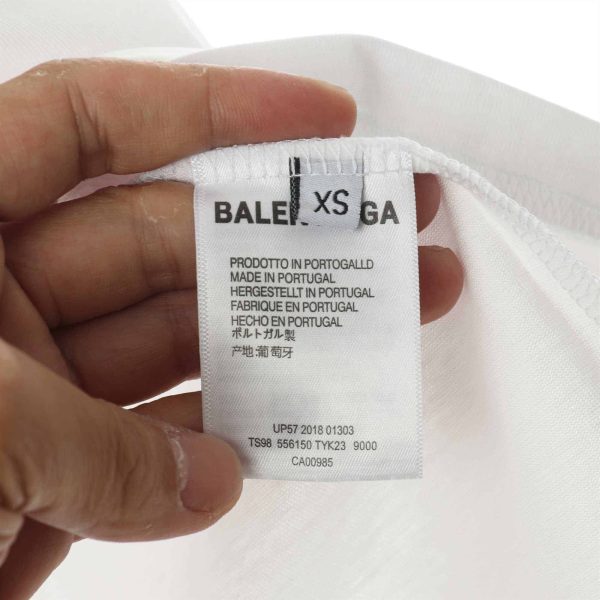 XS
BALEN GA
PRODOTTO IN PORTOGALLD
MADE IN PORTUGAL
HERGESTELLT IN PORTUGAL
FABRIQUE EN PORTUGAL
HECHO EN PORTUGAL
ポルトガル製
产地:葡萄牙
UP57 2018 01303
TS98 556150 TYK23 9000
CA00985